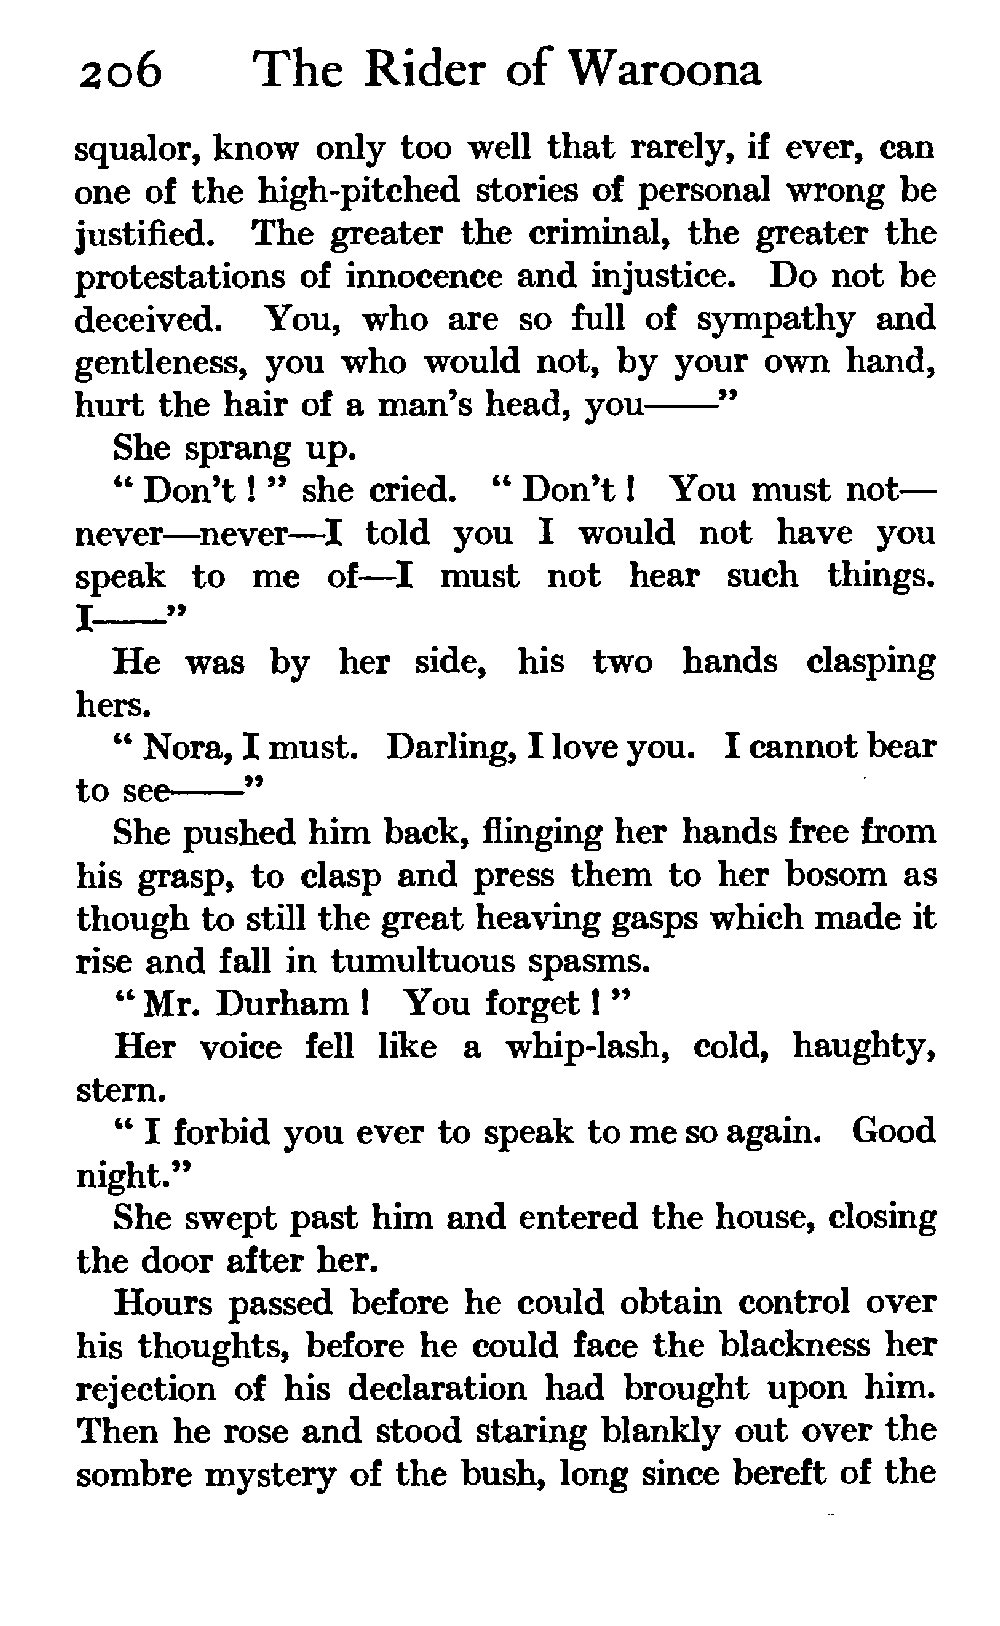 206 The Rider of Waroona
squalor, know only too well that rarely, if ever, can
one of the high-pitched stories of personal wrong be
justified. The greater the criminal, the greater the
protestations of innocence and injustice. Do not be
deceived. You, who are so full of sympathy and
gentleness, you who would not, by your own hand,
hurt the hair of a man's head, you——"
She sprang up.
" Don't ! " she cried. " Don't ! You must not—
never—never—I told you I would not have you
speak to me of—I must not hear such things.
I——"
He was by her side, his two hands clasping
hers.
" Nora, I must. Darling, I love you. I cannot bear
to see——"
She pushed him back, flinging her hands free from
his grasp, to clasp and press them to her bosom as
though to still the great heaving gasps which made it
rise and fall in tumultuous spasms.
" Mr. Durham ! You forget ! "
Her voice fell like a whip-lash, cold, haughty,
stern.
" I forbid you ever to speak to me so again. Good
night."
She swept past him and entered the house, closing
the door after her.
Hours passed before he could obtain control over
his thoughts, before he could face the blackness her
rejection of his declaration had brought upon him.
Then he rose and stood staring blankly out over the
sombre mystery of the bush, long since bereft of the